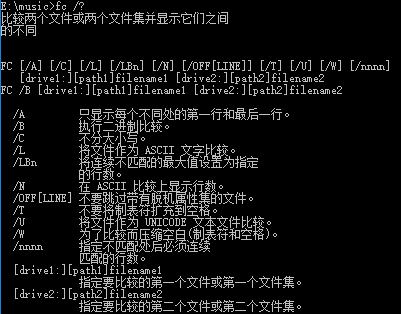 E:\music>fc /?
比较两个文件或两个文件集并显示它们之间
的不同
FC [/A] [/C] [/L] [/LBn] [/N] [/OFF[LINE]] [/T] [/U] [/W] [/nnnn]
[drive1:][path1]filename1 [drive2:][path2]filename2
FC /B [drive1:][path1]filename1 [drive2:][path2]filename2
/A 只显示每个不同处的第一行和最后一行。
/B 执行二进制比较。
/C 不分大小写。
/L 将文件作为 ASCII 文字比较。
/LBn 将连续不匹配的最大值设置为指定
的行数。
/N 在 ASCII 比较上显示行数。
/OFF[LINE] 不要跳过带有脱机属性集的文件。
/T 不要将制表符扩充到空格。
/U 将文件作为 UNICODE 文本文件比较。
/W 为了比较而压缩空白(制表符和空格)。
/nnnn 指定不匹配处后必须连续
匹配的行数。
[drive1:][path1]filename1
指定要比较的第一个文件或第一个文件集。
[drive2:][path2]filename2
指定要比较的第二个文件或第二个文件集。